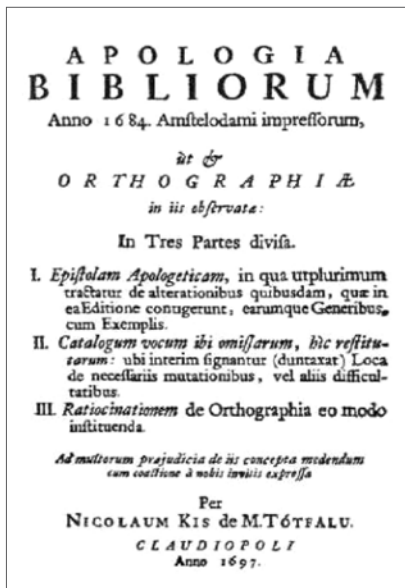 APOLOGIA
BIBLIORUM
Anno 1684. Amſtelodami impreſſorum,
ùt &
ORTHOGRAPHIÆ
in iis obſervatæ:
In Tres Partes diviſa.
I. Epiſtolam Apologeticam, in qua utplurimum
tractatur de alterationibus quibusdam, quæ in
ea Editione contigerunt, earumque Generibus,
cum Exemplis.
II. Catalogum vocum ibi omiſſarum, hîc reſtitu-
tarum: ubi interim ſignantur (duntaxat) Loca
de neceſſariis mutationibus, vel aliis difficul-
tatibus.
III. Ratiocinationem de Orthographia eo modo
inſtituenda.
Ad multorum præjudicia de iis concepta medendum
cum coactione à nobis invitis expreſſa
Per
NICOLAUM KIS de M. TÓTFALU.
CLAUDIOPOLI
Anno 1697.